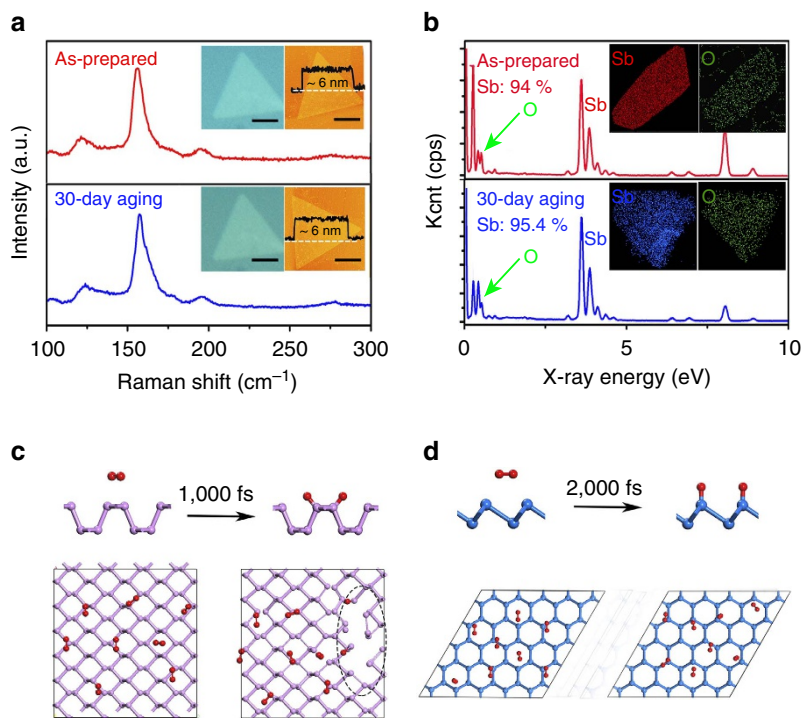 a
As-prepared
~ 6 nm
30-day aging
~ 6 nm
Intensity (a.u.)
100 150 200 250 300
Raman shift (cm⁻¹)
b
As-prepared
Sb: 94 %
O
Sb
Sb
O
30-day aging
Sb: 95.4 %
O
Sb
Sb
O
Kcnt (cps)
0 5 10
X-ray energy (eV)
c
1,000 fs
d
2,000 fs